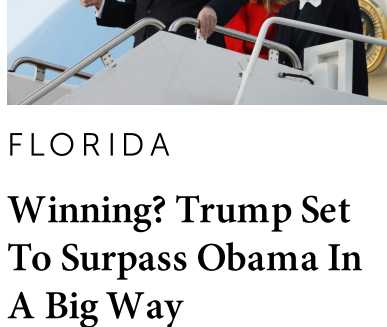 FLORIDA
Winning? Trump Set
To Surpass Obama In
A Big Way